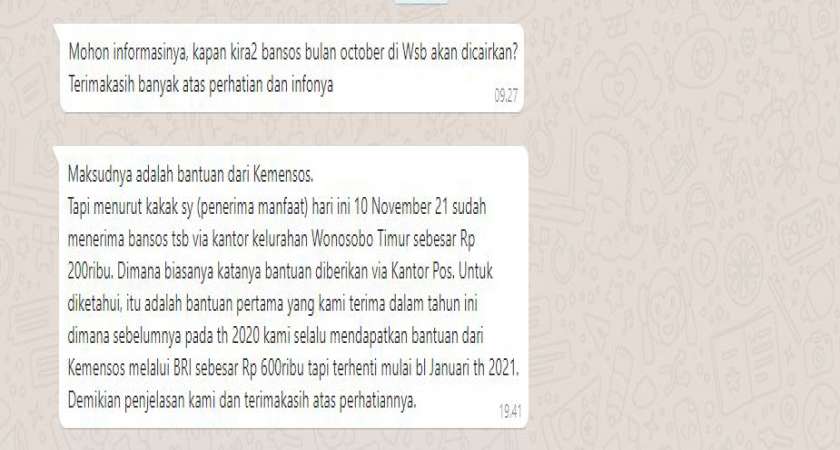 Mohon informasinya, kapan kira2 bansos bulan october di Wsb akan dicairkan?
Terimakasih banyak atas perhatian dan infonya
09.27
Maksudnya adalah bantuan dari Kemensos.
Tapi menurut kakak sy (penerima manfaat) hari ini 10 November 21 sudah
menerima bansos tsb via kantor kelurahan Wonosobo Timur sebesar Rp
200ribu. Dimana biasanya katanya bantuan diberikan via Kantor Pos. Untuk
diketahui, itu adalah bantuan pertama yang kami terima dalam tahun ini
dimana sebelumnya pada th 2020 kami selalu mendapatkan bantuan dari
Kemensos melalui BRI sebesar Rp 600ribu tapi terhenti mulai bl Januari th 2021.
Demikian penjelasan kami dan terimakasih atas perhatiannya.
19.41